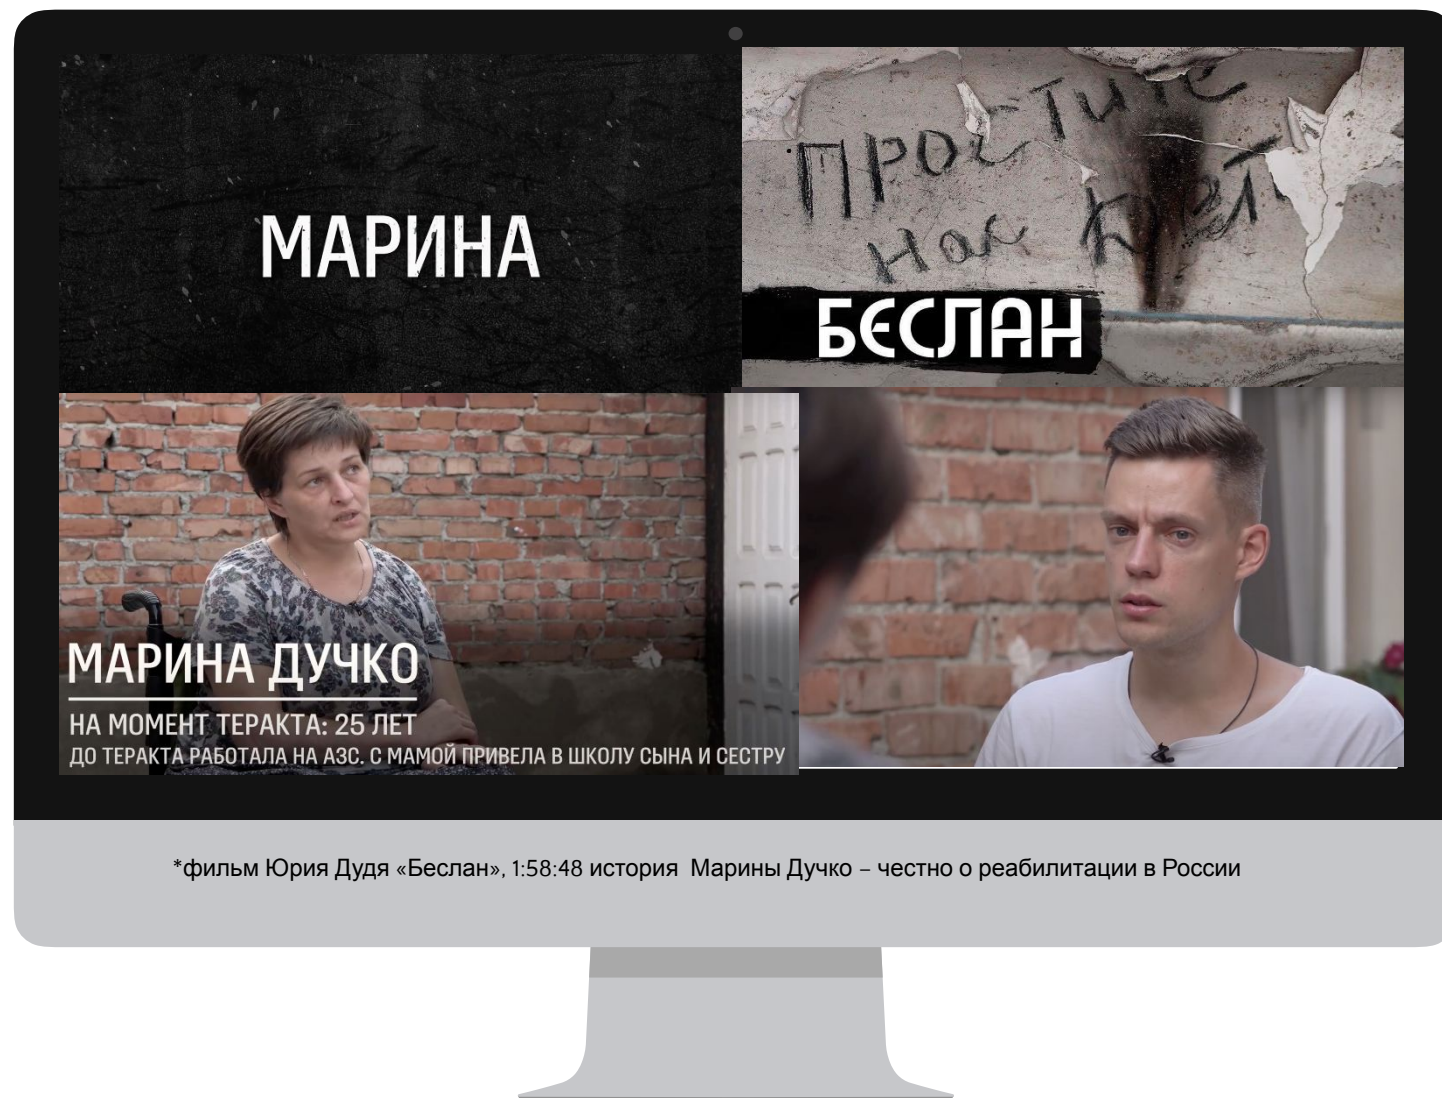 МАРИНА
Простите
нас дети
БЕСЛАН
МАРИНА ДУЧКО
НА МОМЕНТ ТЕРАКТА: 25 ЛЕТ
ДО ТЕРАКТА РАБОТАЛА НА АЗС. С МАМОЙ ПРИВЕЛА В ШКОЛУ СЫНА И СЕСТРУ
*фильм Юрия Дудя «Беслан», 1:58:48 история  Марины Дучко – честно о реабилитации в России